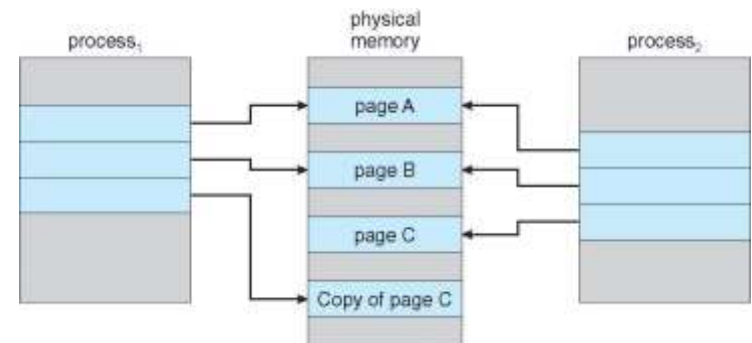 process₁
physical
memory
process₂
page A
page B
page C
Copy of page C